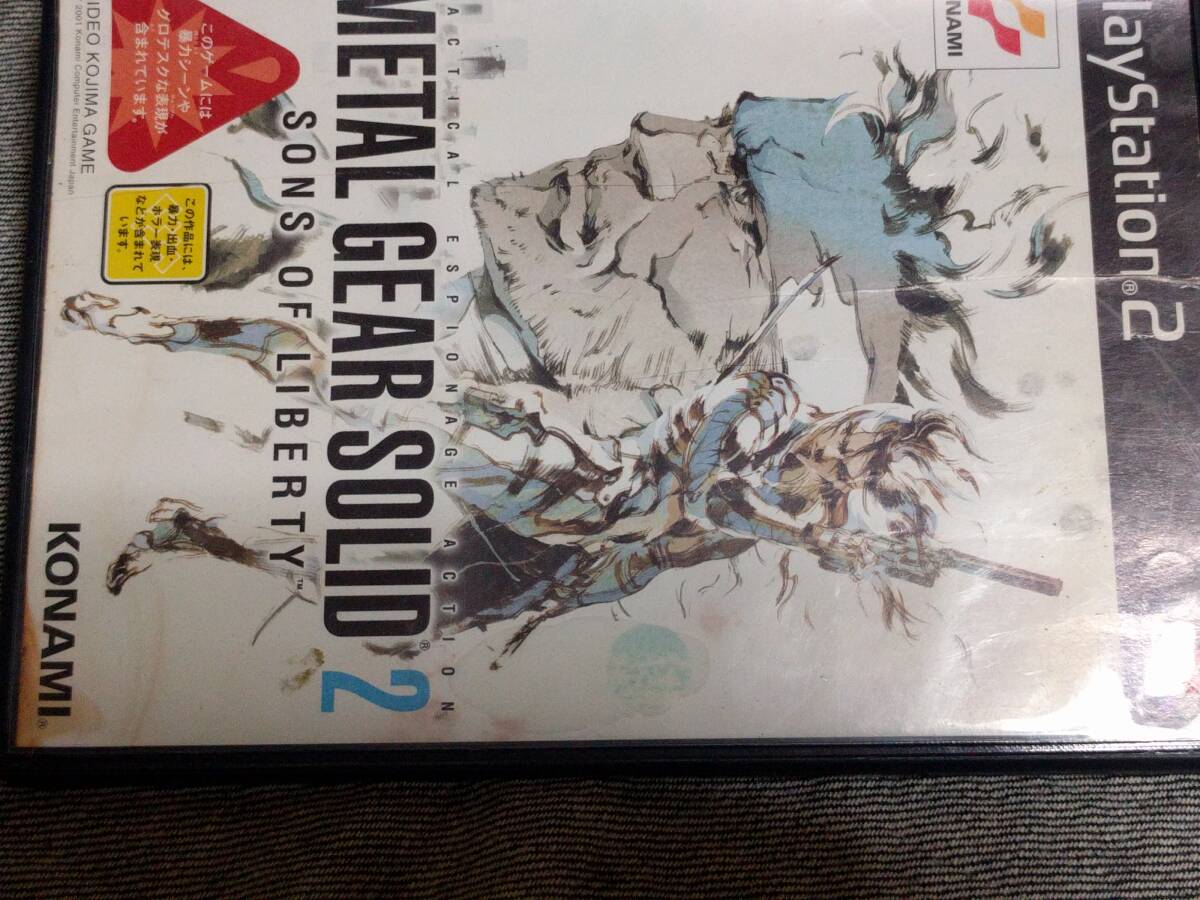 PlayStation®2
KONAMI
TACTICAL ESPIONAGE ACTION
METAL GEAR SOLID® 2
SONS OF LIBERTY™
このゲームには
暴力シーンや
グロテスクな表現が
含まれています。
この作品には、
暴力・出血・
ホラー表現
などが含まれて
います。
HIDEO KOJIMA GAME
2001 Konami Computer Entertainment Japan
KONAMI®